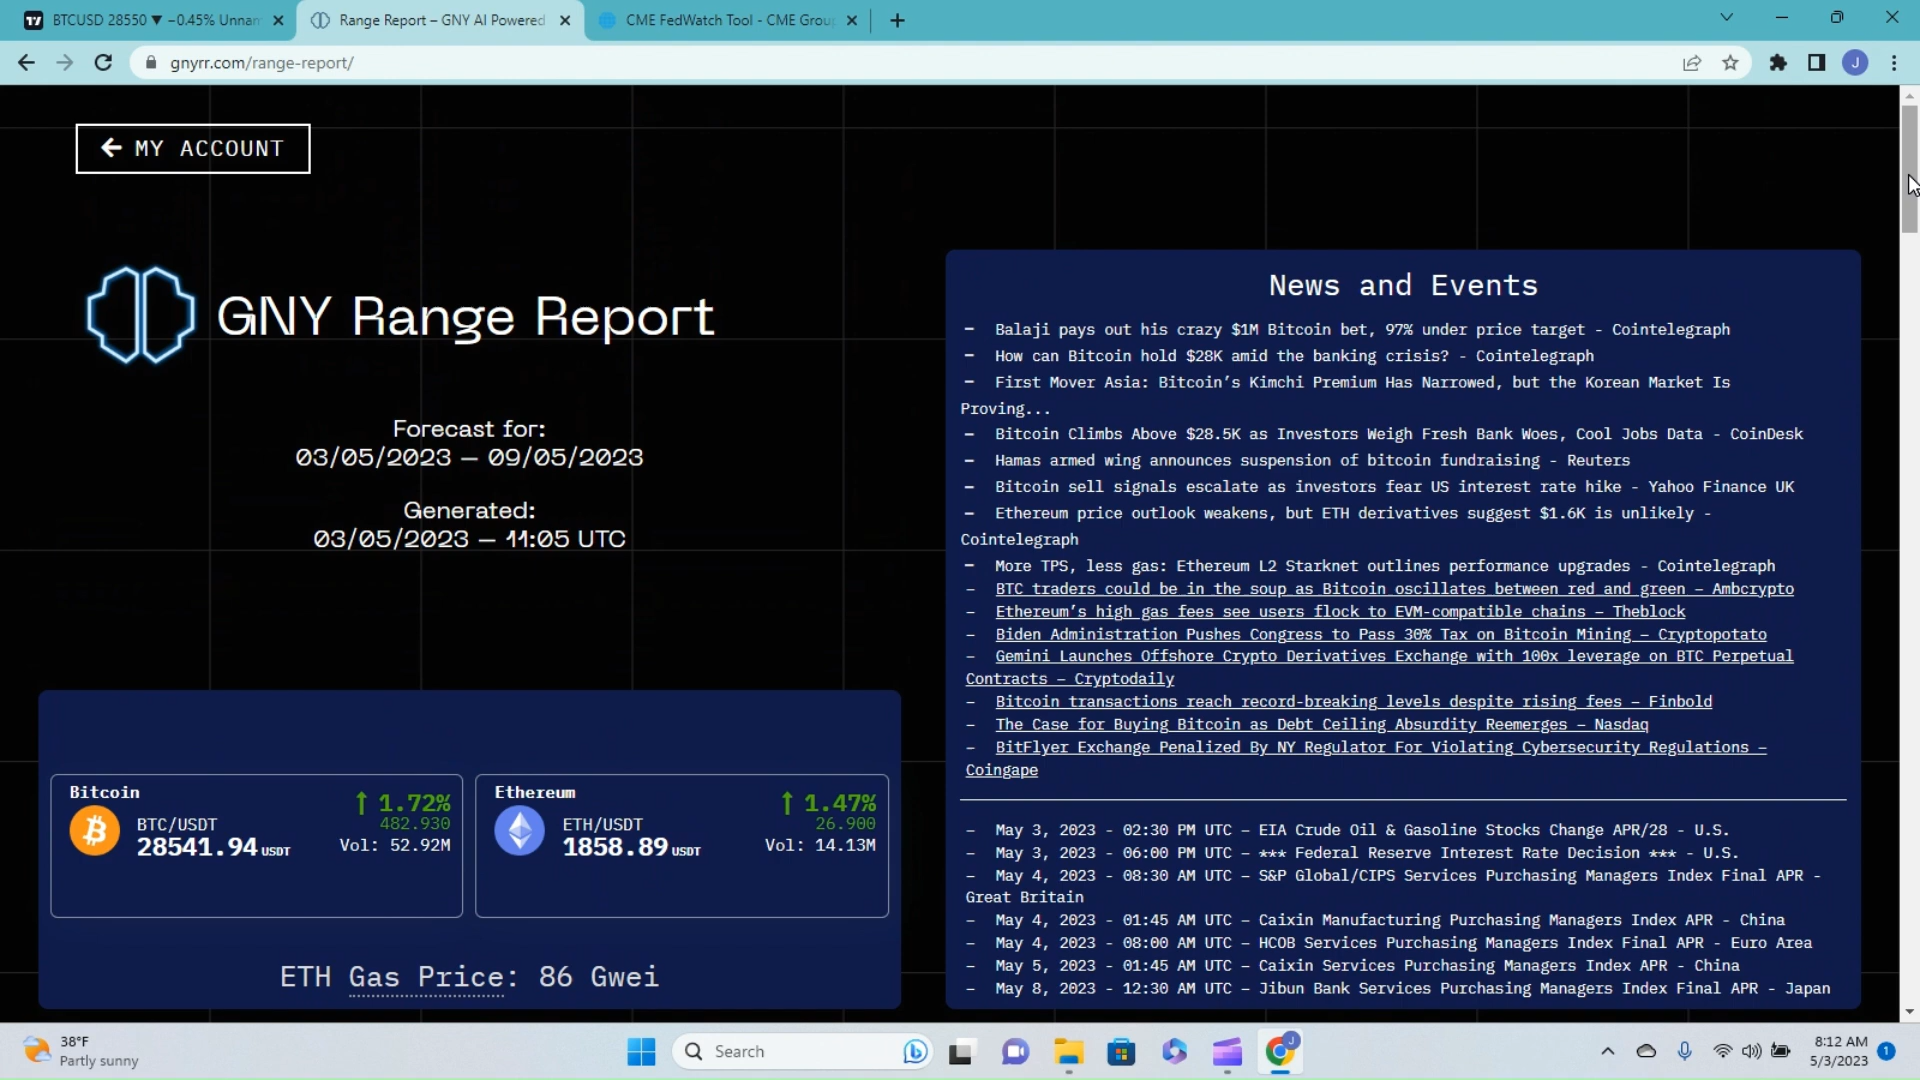 BTCUSD 28550 ▼ −0.45% Unnam
Range Report – GNY AI Powered
CME FedWatch Tool - CME Group
gnyrr.com/range-report/
J
← MY ACCOUNT
GNY Range Report
Forecast for:
03/05/2023 – 09/05/2023
Generated:
03/05/2023 – 11:05 UTC
Bitcoin
↑ 1.72%
BTC/USDT
482.930
28541.94 USDT
Vol: 52.92M
Ethereum
↑ 1.47%
ETH/USDT
26.900
1858.89 USDT
Vol: 14.13M
ETH Gas Price: 86 Gwei
News and Events
– Balaji pays out his crazy $1M Bitcoin bet, 97% under price target - Cointelegraph
– How can Bitcoin hold $28K amid the banking crisis? - Cointelegraph
– First Mover Asia: Bitcoin’s Kimchi Premium Has Narrowed, but the Korean Market Is
Proving...
– Bitcoin Climbs Above $28.5K as Investors Weigh Fresh Bank Woes, Cool Jobs Data - CoinDesk
– Hamas armed wing announces suspension of bitcoin fundraising - Reuters
– Bitcoin sell signals escalate as investors fear US interest rate hike - Yahoo Finance UK
– Ethereum price outlook weakens, but ETH derivatives suggest $1.6K is unlikely -
Cointelegraph
– More TPS, less gas: Ethereum L2 Starknet outlines performance upgrades - Cointelegraph
– BTC traders could be in the soup as Bitcoin oscillates between red and green – Ambcrypto
– Ethereum’s high gas fees see users flock to EVM-compatible chains – Theblock
– Biden Administration Pushes Congress to Pass 30% Tax on Bitcoin Mining – Cryptopotato
– Gemini Launches Offshore Crypto Derivatives Exchange with 100x leverage on BTC Perpetual
Contracts – Cryptodaily
– Bitcoin transactions reach record-breaking levels despite rising fees – Finbold
– The Case for Buying Bitcoin as Debt Ceiling Absurdity Reemerges – Nasdaq
– BitFlyer Exchange Penalized By NY Regulator For Violating Cybersecurity Regulations –
Coingape
– May 3, 2023 - 02:30 PM UTC – EIA Crude Oil & Gasoline Stocks Change APR/28 - U.S.
– May 3, 2023 - 06:00 PM UTC – *** Federal Reserve Interest Rate Decision *** - U.S.
– May 4, 2023 - 08:30 AM UTC – S&P Global/CIPS Services Purchasing Managers Index Final APR -
Great Britain
– May 4, 2023 - 01:45 AM UTC – Caixin Manufacturing Purchasing Managers Index APR - China
– May 4, 2023 - 08:00 AM UTC – HCOB Services Purchasing Managers Index Final APR - Euro Area
– May 5, 2023 - 01:45 AM UTC – Caixin Services Purchasing Managers Index APR - China
– May 8, 2023 - 12:30 AM UTC – Jibun Bank Services Purchasing Managers Index Final APR - Japan
38°F
Partly sunny
Search
8:12 AM
5/3/2023
1